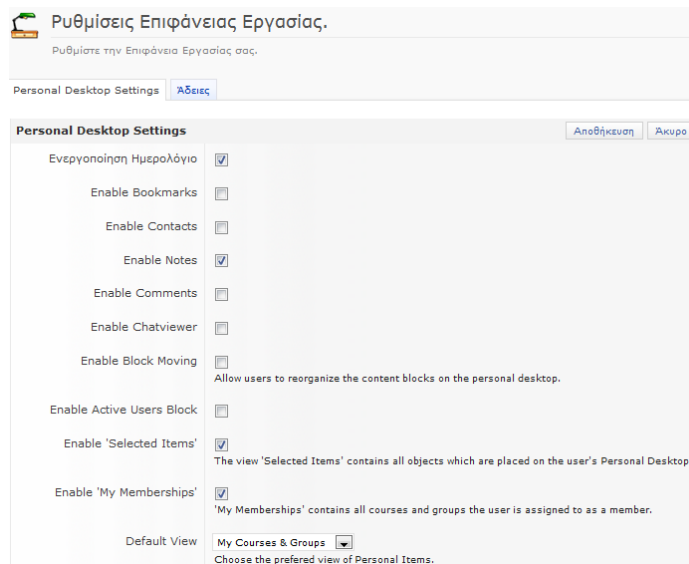 Ρυθμίσεις Επιφάνειας Εργασίας.
Ρυθμίστε την Επιφάνεια Εργασίας σας.
Personal Desktop Settings Άδειες
Personal Desktop Settings Αποθήκευση Άκυρο
Ενεργοποίηση Ημερολόγιο
Enable Bookmarks
Enable Contacts
Enable Notes
Enable Comments
Enable Chatviewer
Enable Block Moving
Allow users to reorganize the content blocks on the personal desktop.
Enable Active Users Block
Enable 'Selected Items'
The view 'Selected Items' contains all objects which are placed on the user's Personal Desktop
Enable 'My Memberships'
'My Memberships' contains all courses and groups the user is assigned to as a member.
Default View My Courses & Groups
Choose the prefered view of Personal Items.